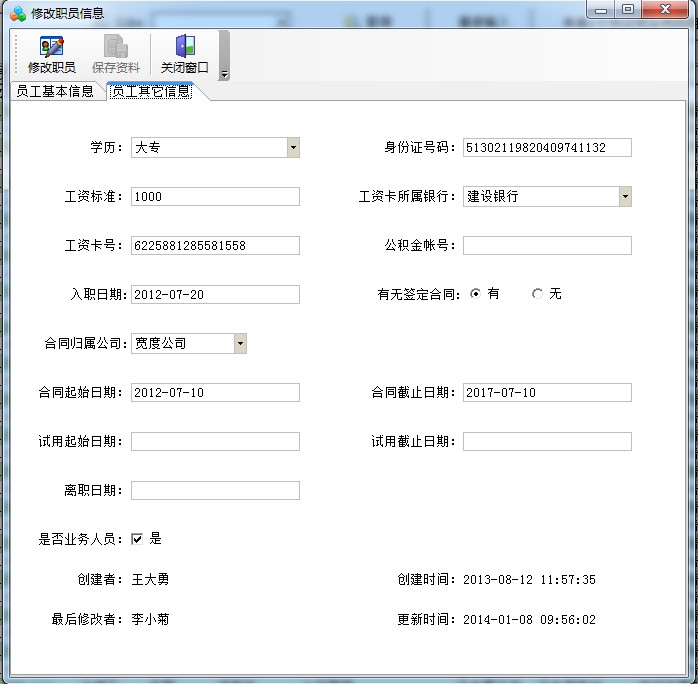 修改职员信息
修改职员 保存资料 关闭窗口
员工基本信息 员工其它信息
学历： 大专 身份证号码： 51302119820409741132
工资标准： 1000 工资卡所属银行： 建设银行
工资卡号： 6225881285581558 公积金帐号：
入职日期： 2012-07-20 有无签定合同： 有 无
合同归属公司： 宽度公司
合同起始日期： 2012-07-10 合同截止日期： 2017-07-10
试用起始日期： 试用截止日期：
离职日期：
是否业务人员： 是
创建者： 王大勇 创建时间： 2013-08-12 11:57:35
最后修改者： 李小菊 更新时间： 2014-01-08 09:56:02